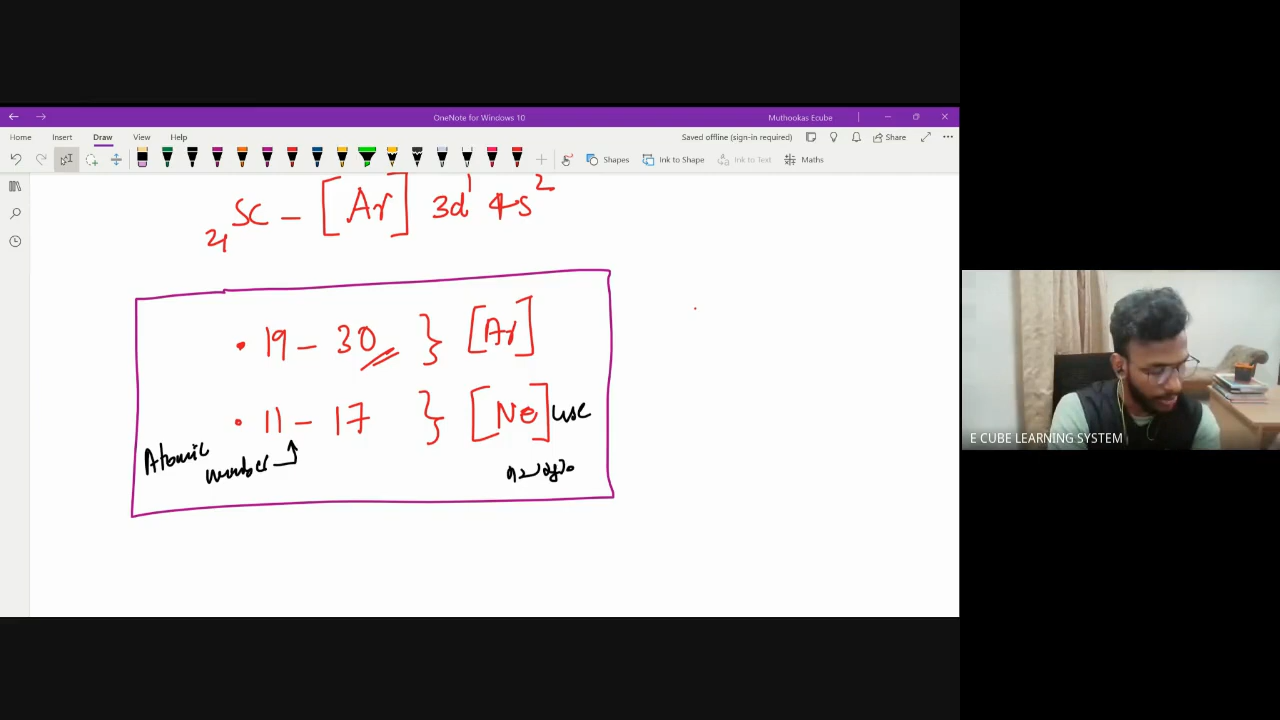 OneNote for Windows 10
Muthookas Ecube
Home Insert Draw View Help
Saved offline (sign-in required)
Share
Shapes
Ink to Shape
Ink to Text
Maths
21Sc - [Ar] 3d¹ 4s²
• 19 - 30 } [Ar]
• 11 - 17 } [Ne] use
Atomic
number
E CUBE LEARNING SYSTEM